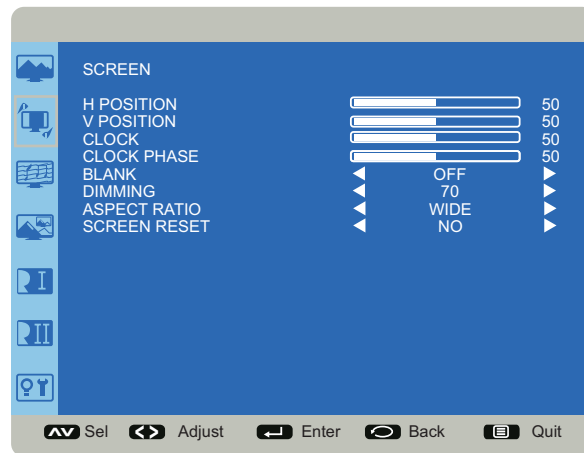 SCREEN
H POSITION 50
V POSITION 50
CLOCK 50
CLOCK PHASE 50
BLANK OFF
DIMMING 70
ASPECT RATIO WIDE
SCREEN RESET NO
I
II
Sel Adjust Enter Back Quit